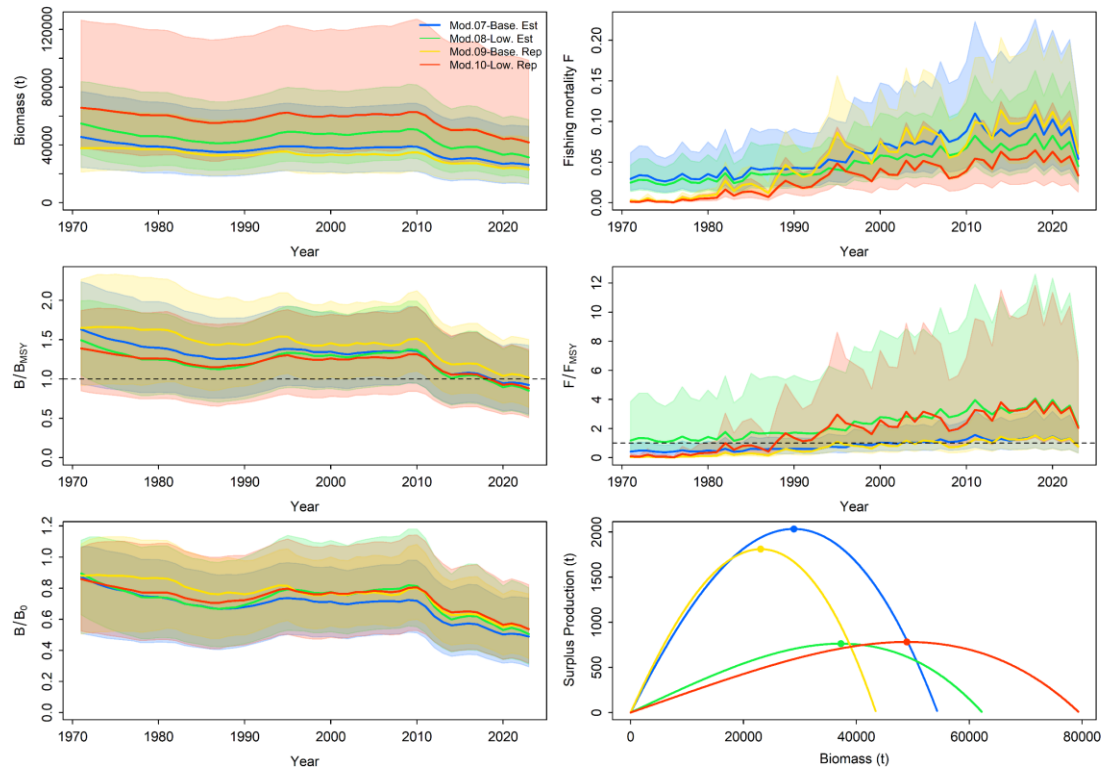 Biomass (t)
120000
80000
40000
0
Mod.07-Base. Est
Mod.08-Low. Est
Mod.09-Base. Rep
Mod.10-Low. Rep
1970 1980 1990 2000 2010 2020
Year
Fishing mortality F
0.20
0.15
0.10
0.05
0.00
1970 1980 1990 2000 2010 2020
Year
B/BMSY
2.0
1.5
1.0
0.5
0.0
1970 1980 1990 2000 2010 2020
Year
F/FMSY
12
10
8
6
4
2
0
1970 1980 1990 2000 2010 2020
Year
B/B0
1.2
1.0
0.8
0.6
0.4
0.2
0.0
1970 1980 1990 2000 2010 2020
Year
Surplus Production (t)
2000
1500
1000
500
0
0 20000 40000 60000 80000
Biomass (t)